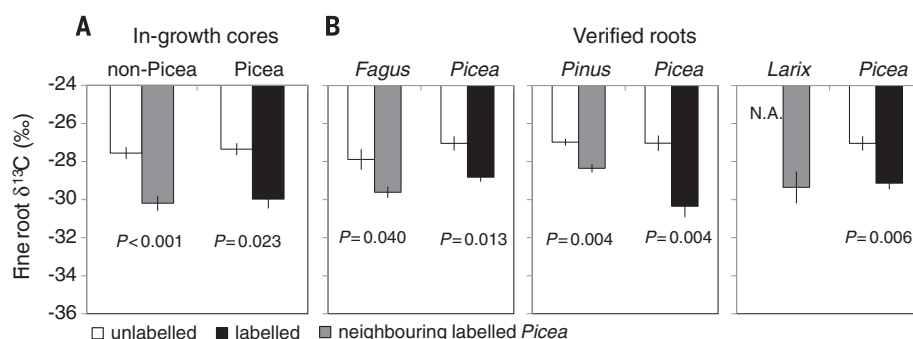 A In-growth cores B Verified roots
non-Picea Picea Fagus Picea Pinus Picea Larix Picea
Fine root δ¹³C (‰)
-24
-26
-28
-30
-32
-34
-36
N.A.
P<0.001 P=0.023 P=0.040 P=0.013 P=0.004 P=0.004 P=0.006
unlabelled labelled neighbouring labelled Picea